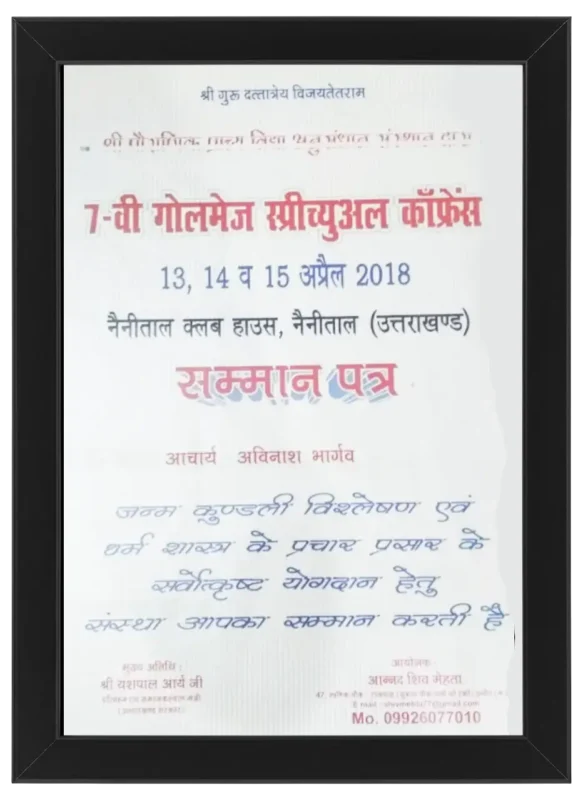 श्री गुरू दत्तात्रेय विजयतेतराम
7-वी गोलमेज स्प्रीच्युअल कॉंफ्रेंस
13, 14 व 15 अप्रैल 2018
नैनीताल क्लब हाउस, नैनीताल (उत्तराखण्ड)
सम्मान पत्र
आचार्य अविनाश भार्गव
जन्म कुण्डली विश्लेषण एवं
धर्म शास्त्र के प्रचार प्रसार के
सर्वोत्कृष्ट योगदान हेतु
संस्था आपका सम्मान करती है
मुख्य अतिथि :
श्री यशपाल आर्य जी
आयोजक
आनन्द शिव मेहता
Mo. 09926077010